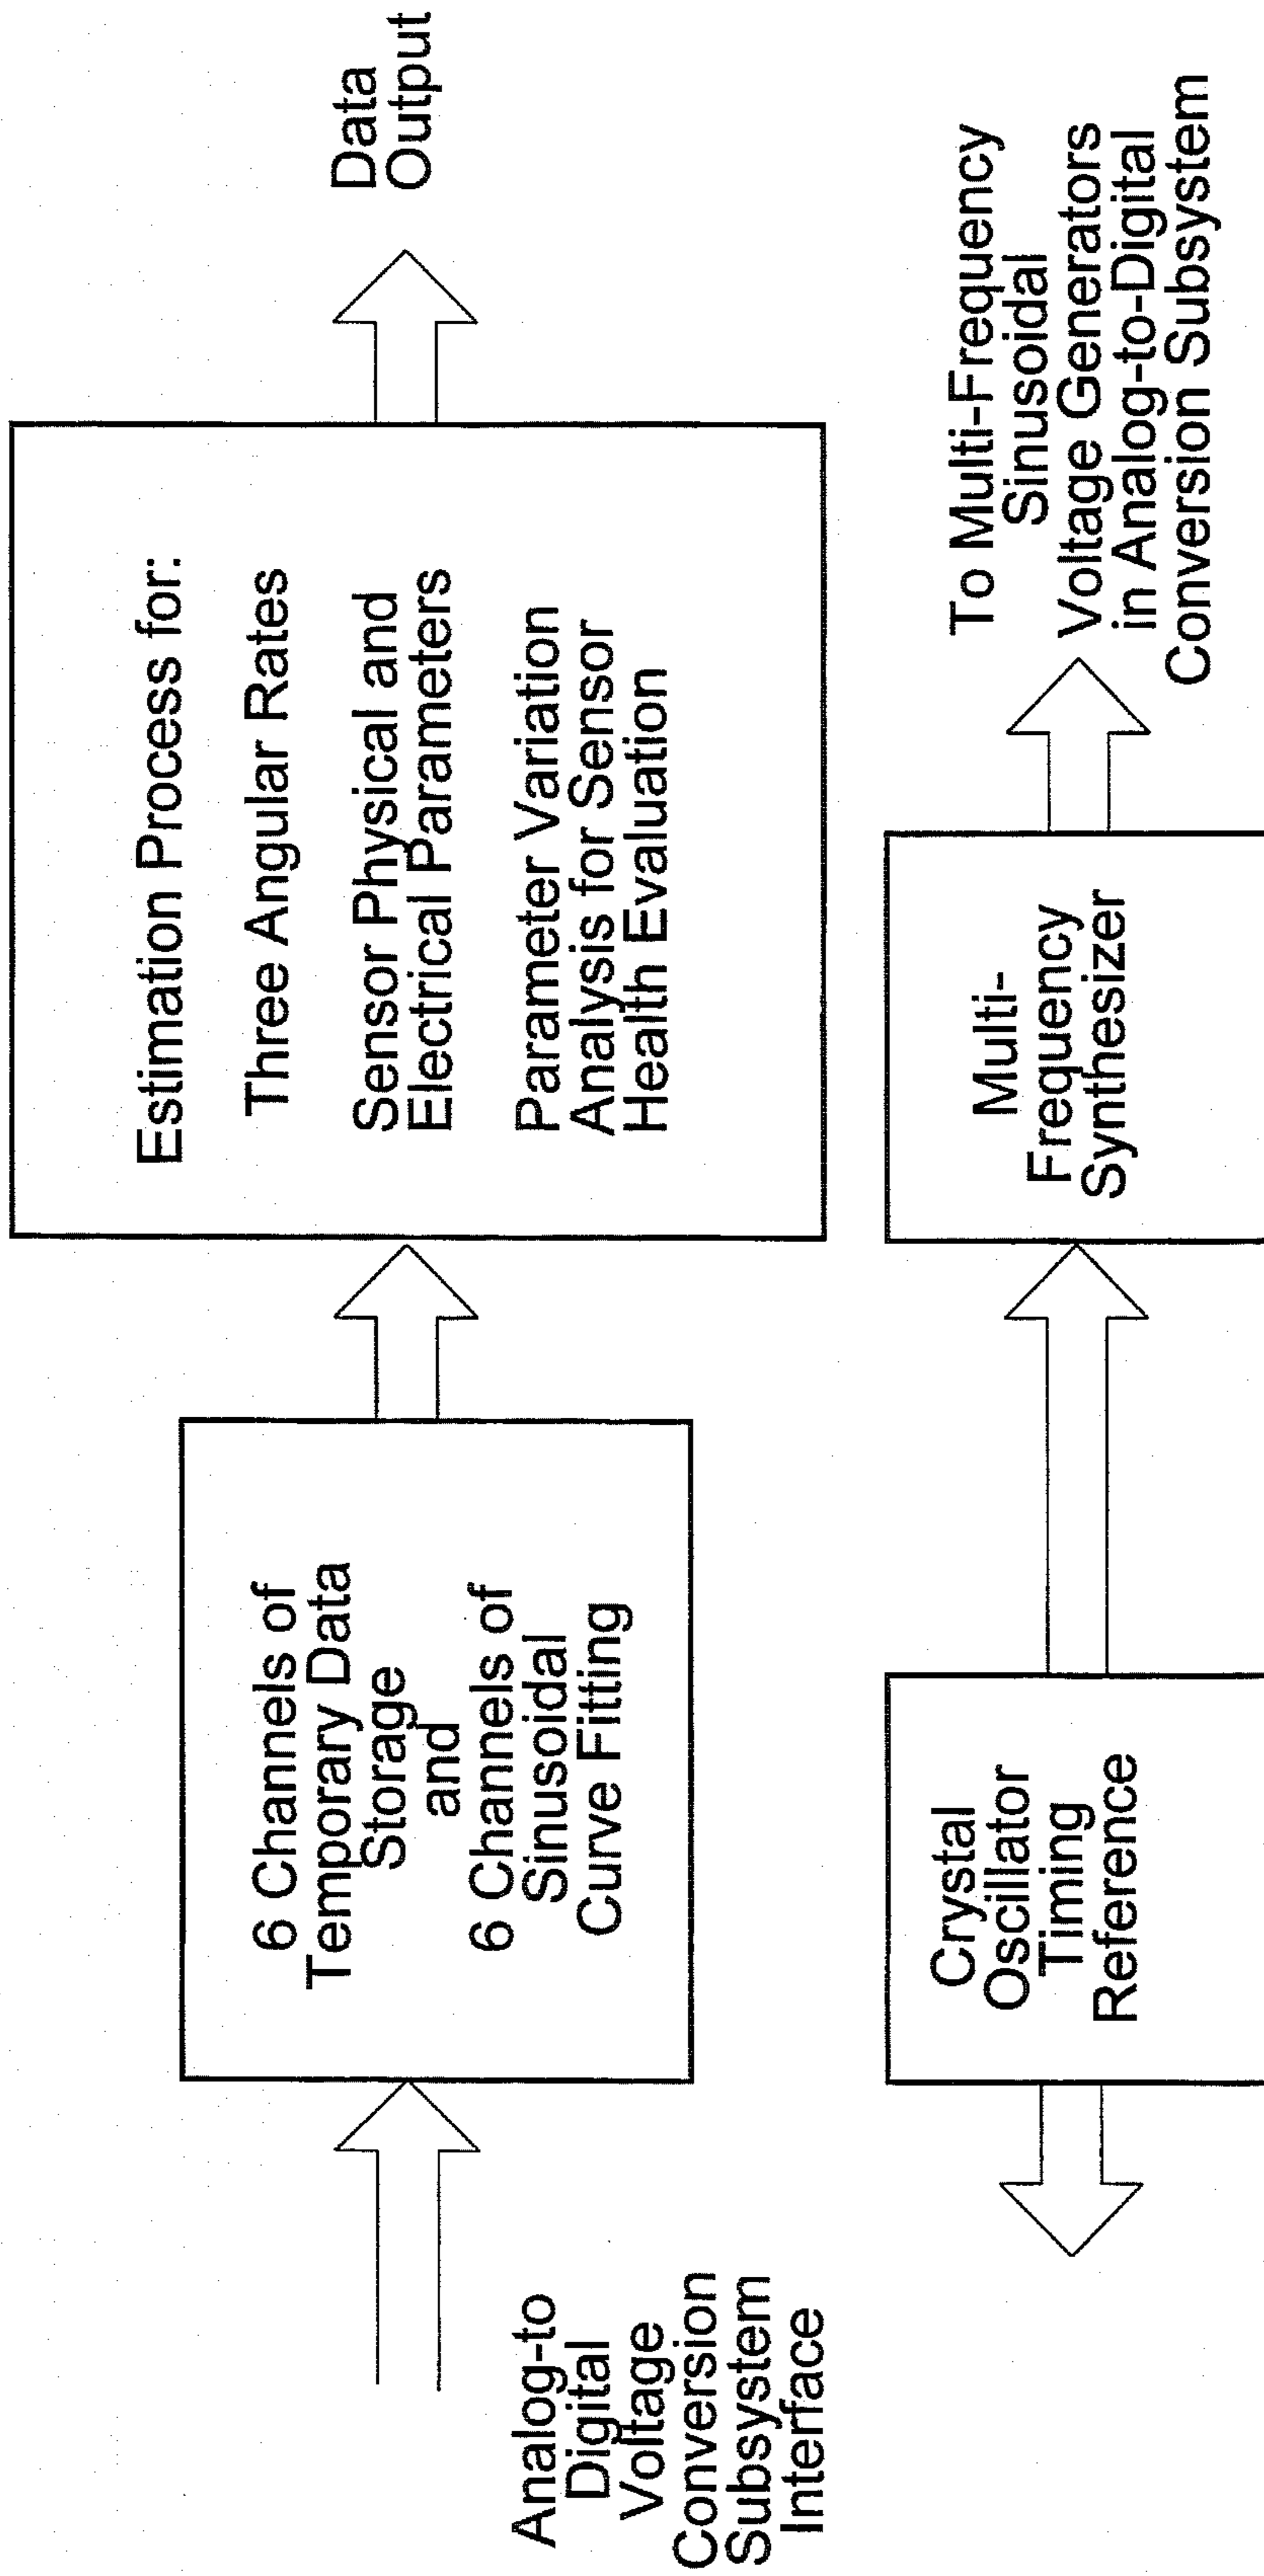 Analog-to
Digital
Voltage
Conversion
Subsystem
Interface
6 Channels of
Temporary Data
Storage
and
6 Channels of
Sinusoidal
Curve Fitting
Estimation Process for:
Three Angular Rates
Sensor Physical and
Electrical Parameters
Parameter Variation
Analysis for Sensor
Health Evaluation
Data
Output
Crystal
Oscillator
Timing
Reference
Multi-
Frequency
Synthesizer
To Multi-Frequency
Sinusoidal
Voltage Generators
in Analog-to-Digital
Conversion Subsystem